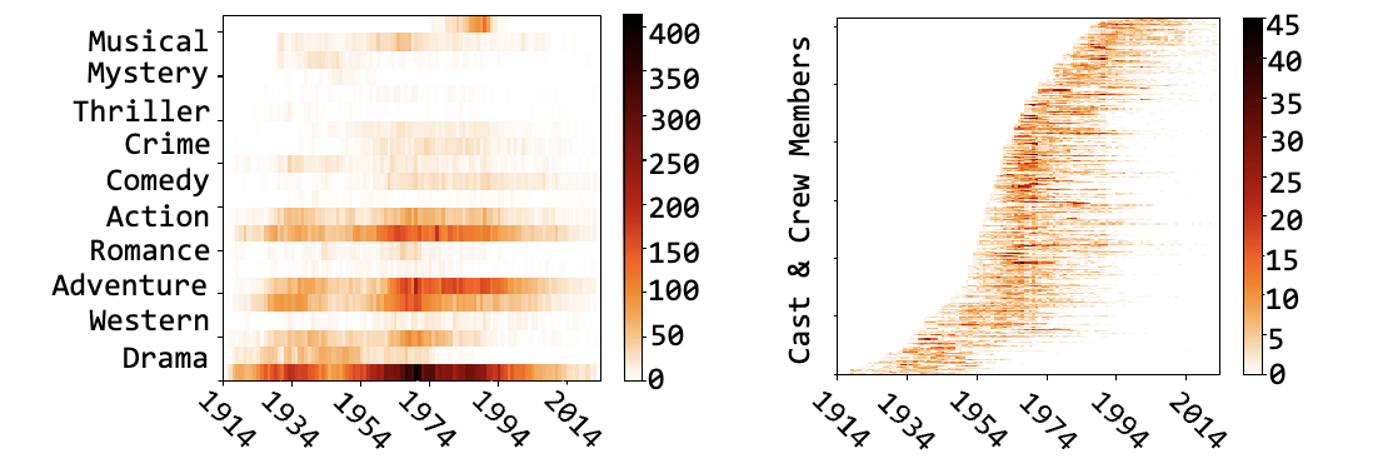 Musical
Mystery
Thriller
Crime
Comedy
Action
Romance
Adventure
Western
Drama
1914
1934
1954
1974
1994
2014
400
350
300
250
200
150
100
50
0
Cast & Crew Members
1914
1934
1954
1974
1994
2014
45
40
35
30
25
20
15
10
5
0